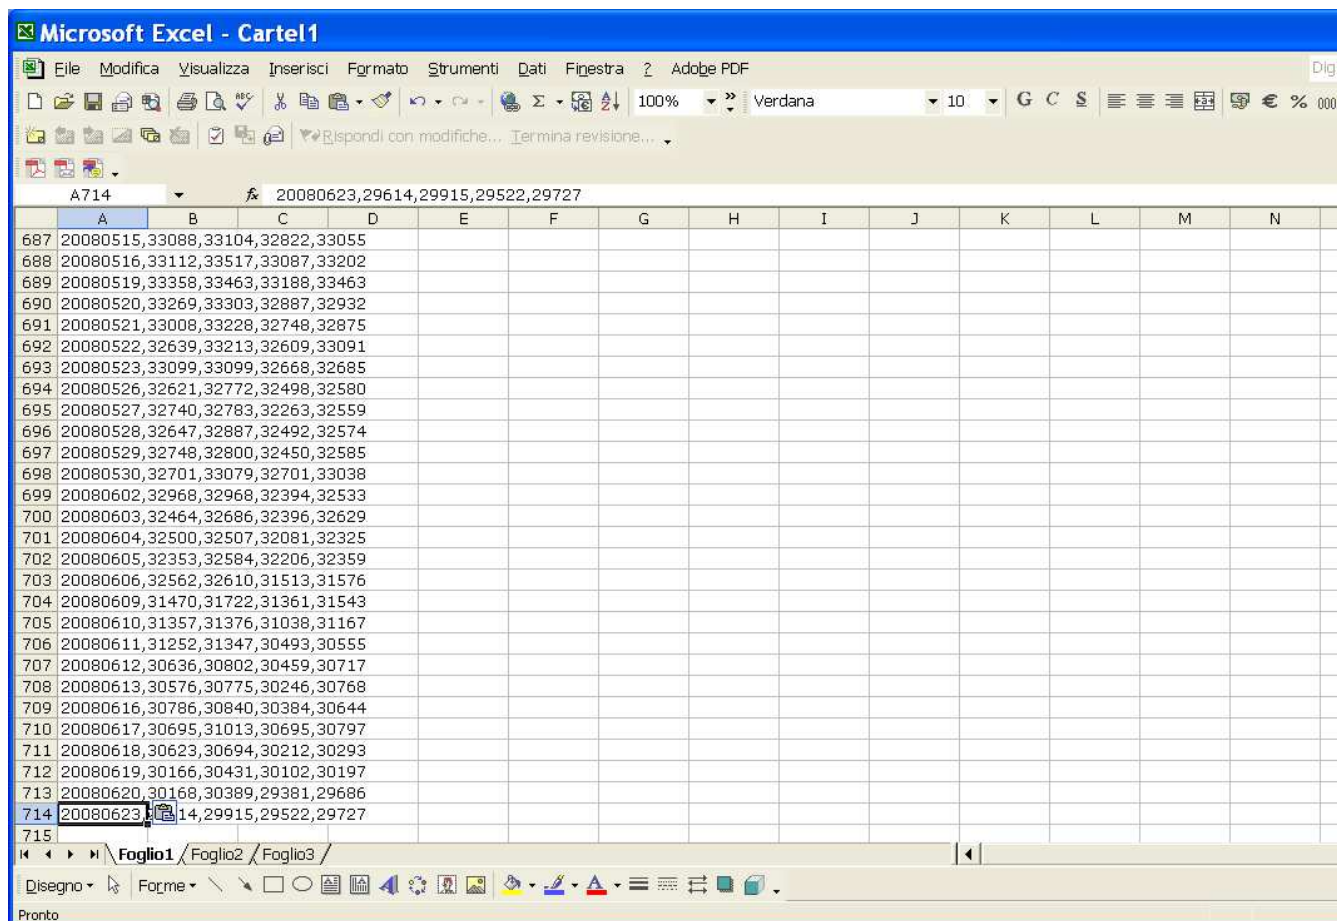 Microsoft Excel - Cartel1
File Modifica Visualizza Inserisci Formato Strumenti Dati Finestra ? Adobe PDF Dig
100% Verdana 10 G C S € % 000
Rispondi con modifiche... Termina revisione...
A714 fx 20080623,29614,29915,29522,29727
A B C D E F G H I J K L M N
687 20080515,33088,33104,32822,33055
688 20080516,33112,33517,33087,33202
689 20080519,33358,33463,33188,33463
690 20080520,33269,33303,32887,32932
691 20080521,33008,33228,32748,32875
692 20080522,32639,33213,32609,33091
693 20080523,33099,33099,32668,32685
694 20080526,32621,32772,32498,32580
695 20080527,32740,32783,32263,32559
696 20080528,32647,32887,32492,32574
697 20080529,32748,32800,32450,32585
698 20080530,32701,33079,32701,33038
699 20080602,32968,32968,32394,32533
700 20080603,32464,32686,32396,32629
701 20080604,32500,32507,32081,32325
702 20080605,32353,32584,32206,32359
703 20080606,32562,32610,31513,31576
704 20080609,31470,31722,31361,31543
705 20080610,31357,31376,31038,31167
706 20080611,31252,31347,30493,30555
707 20080612,30636,30802,30459,30717
708 20080613,30576,30775,30246,30768
709 20080616,30786,30840,30384,30644
710 20080617,30695,31013,30695,30797
711 20080618,30623,30694,30212,30293
712 20080619,30166,30431,30102,30197
713 20080620,30168,30389,29381,29686
714 20080623, 14,29915,29522,29727
715
Foglio1 Foglio2 Foglio3
Disegno Forme
Pronto